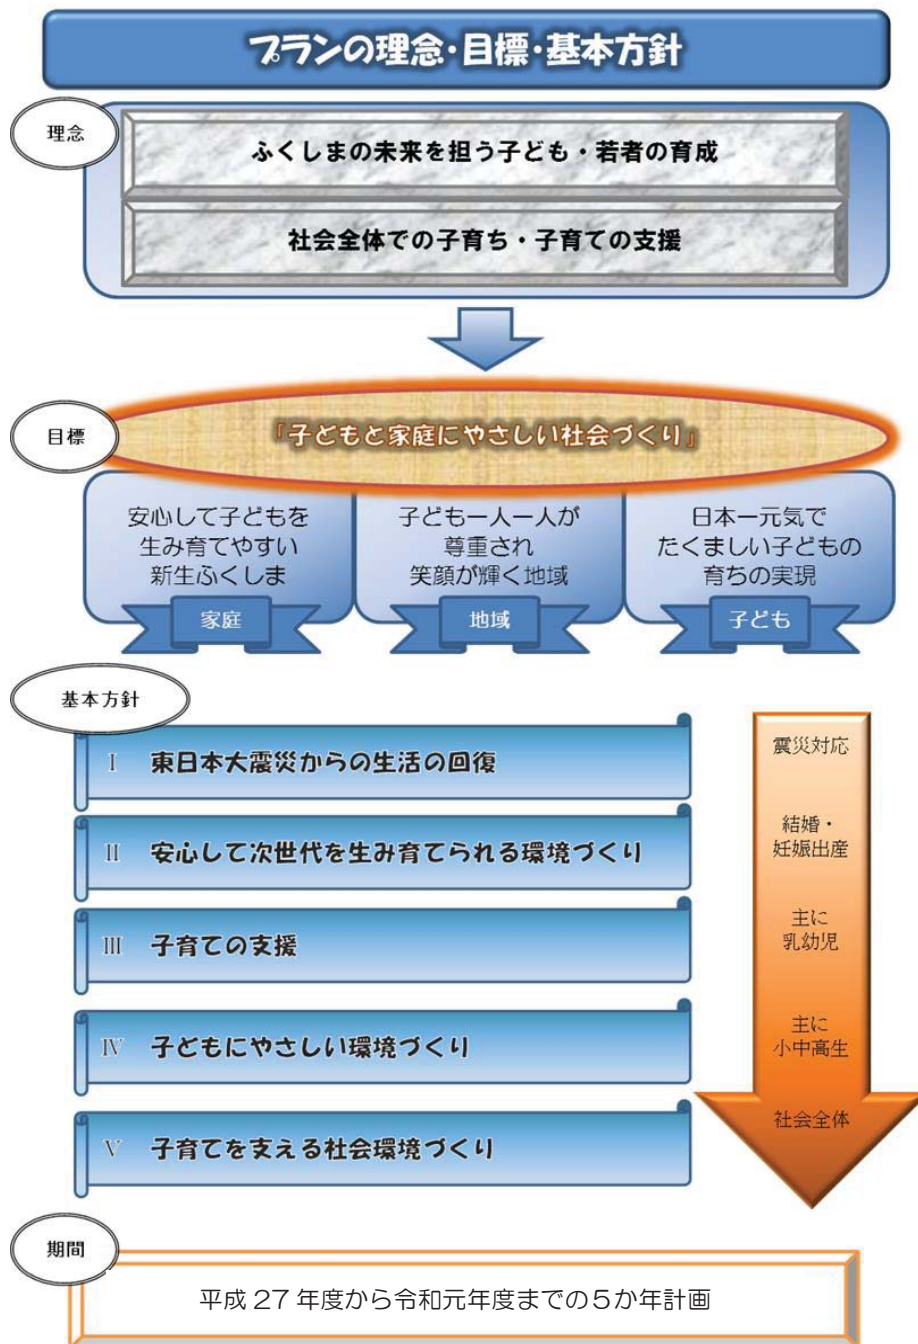 プランの理念・目標・基本方針
理念
ふくしまの未来を担う子ども・若者の育成
社会全体での子育ち・子育ての支援
目標
「子どもと家庭にやさしい社会づくり」
安心して子どもを
生み育てやすい
新生ふくしま
家庭
子ども一人一人が
尊重され
笑顔が輝く地域
地域
日本一元気で
たくましい子どもの
育ちの実現
子ども
基本方針
Ⅰ 東日本大震災からの生活の回復
Ⅱ 安心して次世代を生み育てられる環境づくり
Ⅲ 子育ての支援
Ⅳ 子どもにやさしい環境づくり
Ⅴ 子育てを支える社会環境づくり
震災対応
結婚・
妊娠出産
主に
乳幼児
主に
小中高生
社会全体
期間
平成27年度から令和元年度までの5か年計画